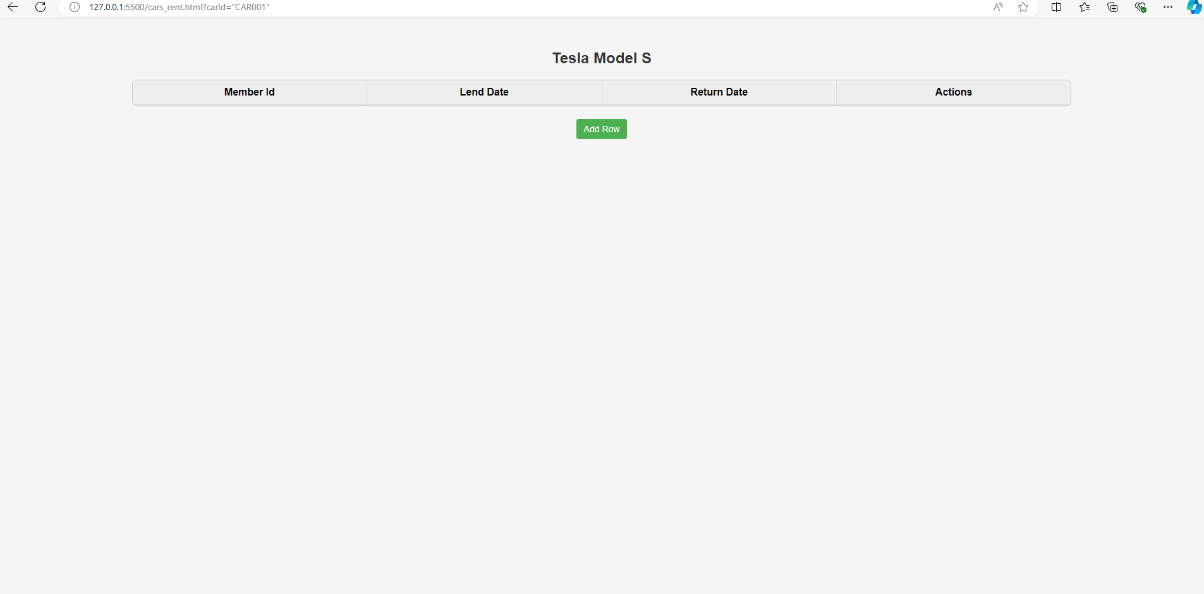 127.0.0.1:5500/cars_rent.html?carId="CAR001"
Tesla Model S
Member Id Lend Date Return Date Actions
Add Row